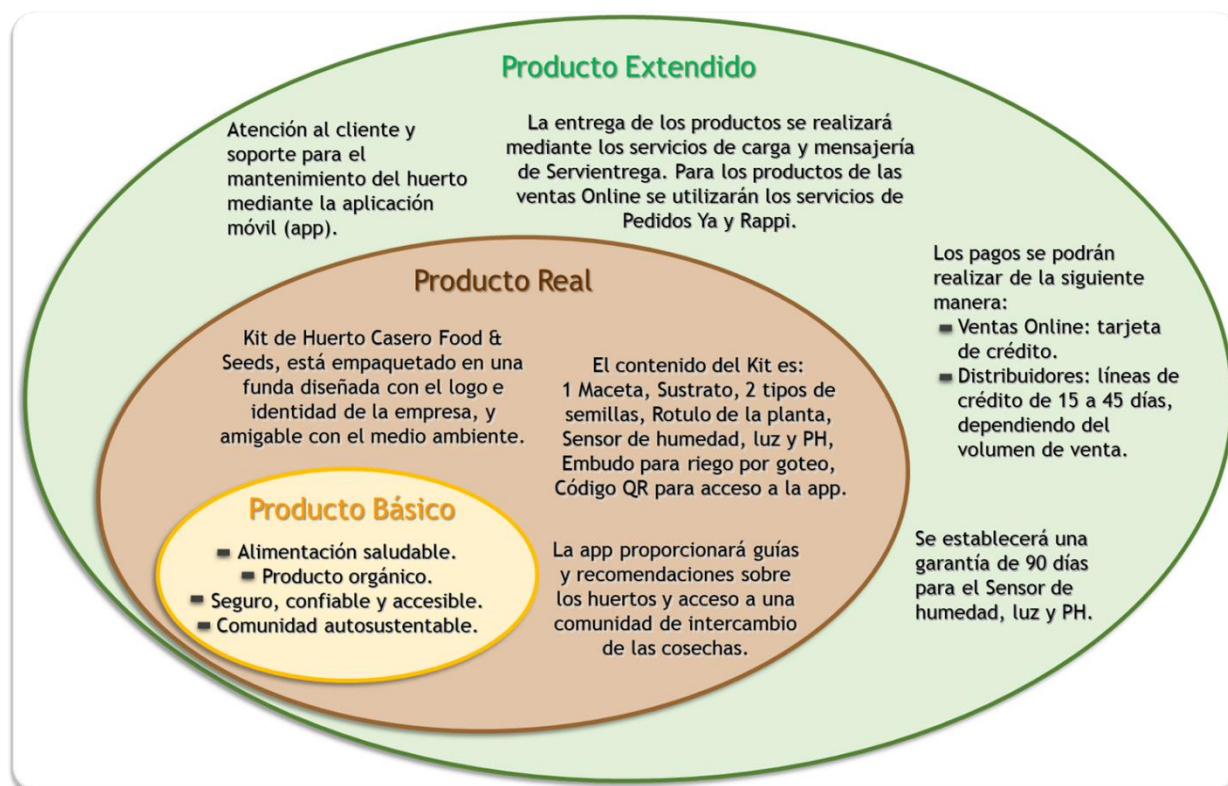 Producto Extendido
Atención al cliente y
soporte para el
mantenimiento del huerto
mediante la aplicación
móvil (app).
La entrega de los productos se realizará
mediante los servicios de carga y mensajería
de Servientrega. Para los productos de las
ventas Online se utilizarán los servicios de
Pedidos Ya y Rappi.
Los pagos se podrán
realizar de la siguiente
manera:
- Ventas Online: tarjeta
de crédito.
- Distribuidores: líneas de
crédito de 15 a 45 días,
dependiendo del
volumen de venta.
Se establecerá una
garantía de 90 días
para el Sensor de
humedad, luz y PH.
Producto Real
Kit de Huerto Casero Food &
Seeds, está empaquetado en una
funda diseñada con el logo e
identidad de la empresa, y
amigable con el medio ambiente.
El contenido del Kit es:
1 Maceta, Sustrato, 2 tipos de
semillas, Rotulo de la planta,
Sensor de humedad, luz y PH,
Embudo para riego por goteo,
Código QR para acceso a la app.
La app proporcionará guías
y recomendaciones sobre
los huertos y acceso a una
comunidad de intercambio
de las cosechas.
Producto Básico
- Alimentación saludable.
- Producto orgánico.
- Seguro, confiable y accesible.
- Comunidad autosustentable.